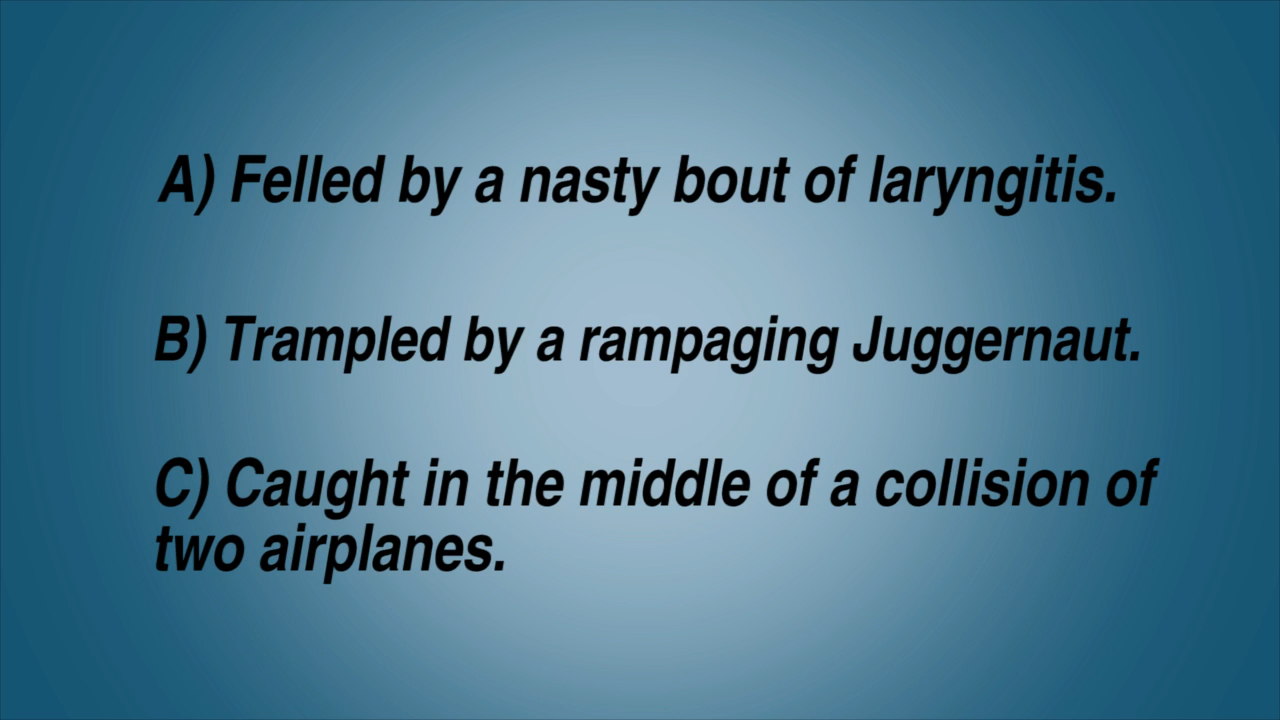 A) Felled by a nasty bout of laryngitis.
B) Trampled by a rampaging Juggernaut.
C) Caught in the middle of a collision of
two airplanes.